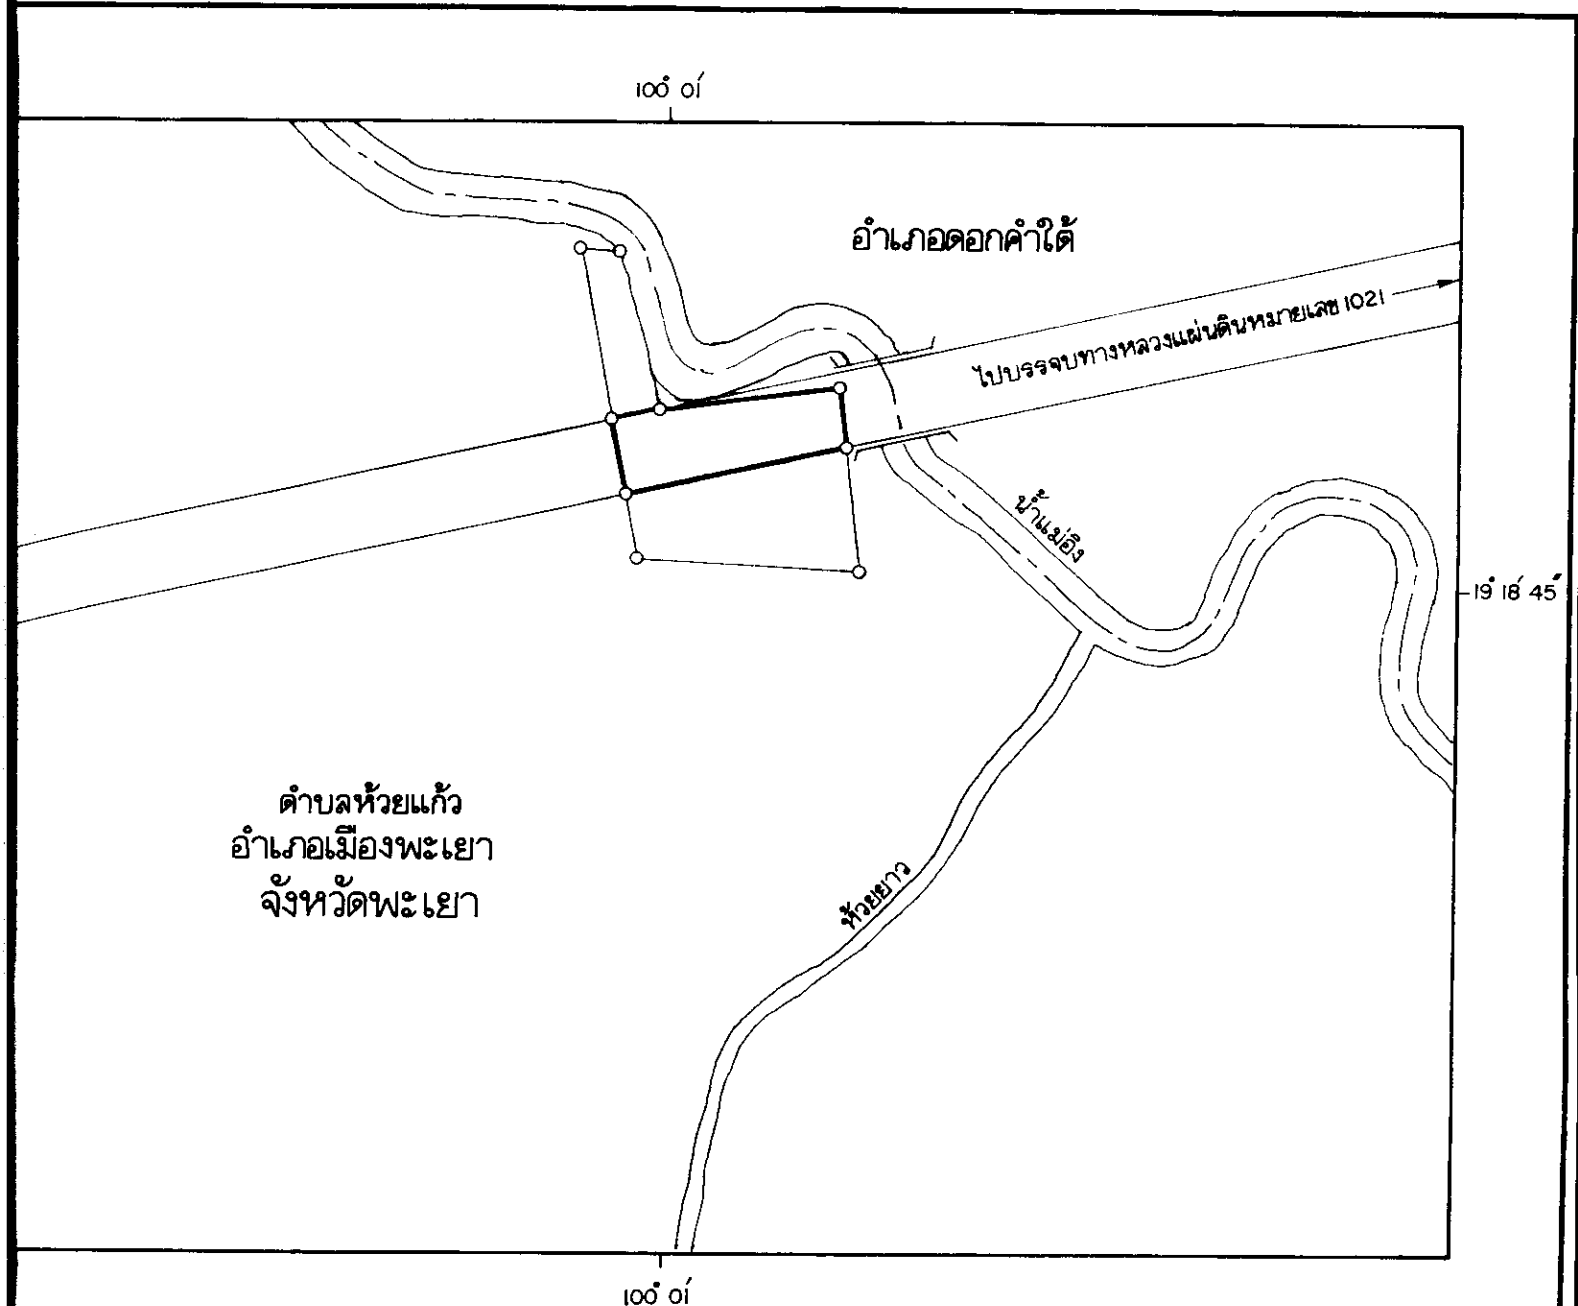 100° 01′
อำเภอดอกคำใต้
ไปบรรจบทางหลวงแผ่นดินหมายเลข 1021
น้ำแม่อิง
19° 18′ 45″
ตำบลห้วยแก้ว
อำเภอเมืองพะเยา
จังหวัดพะเยา
ห้วยยาว
100° 01′